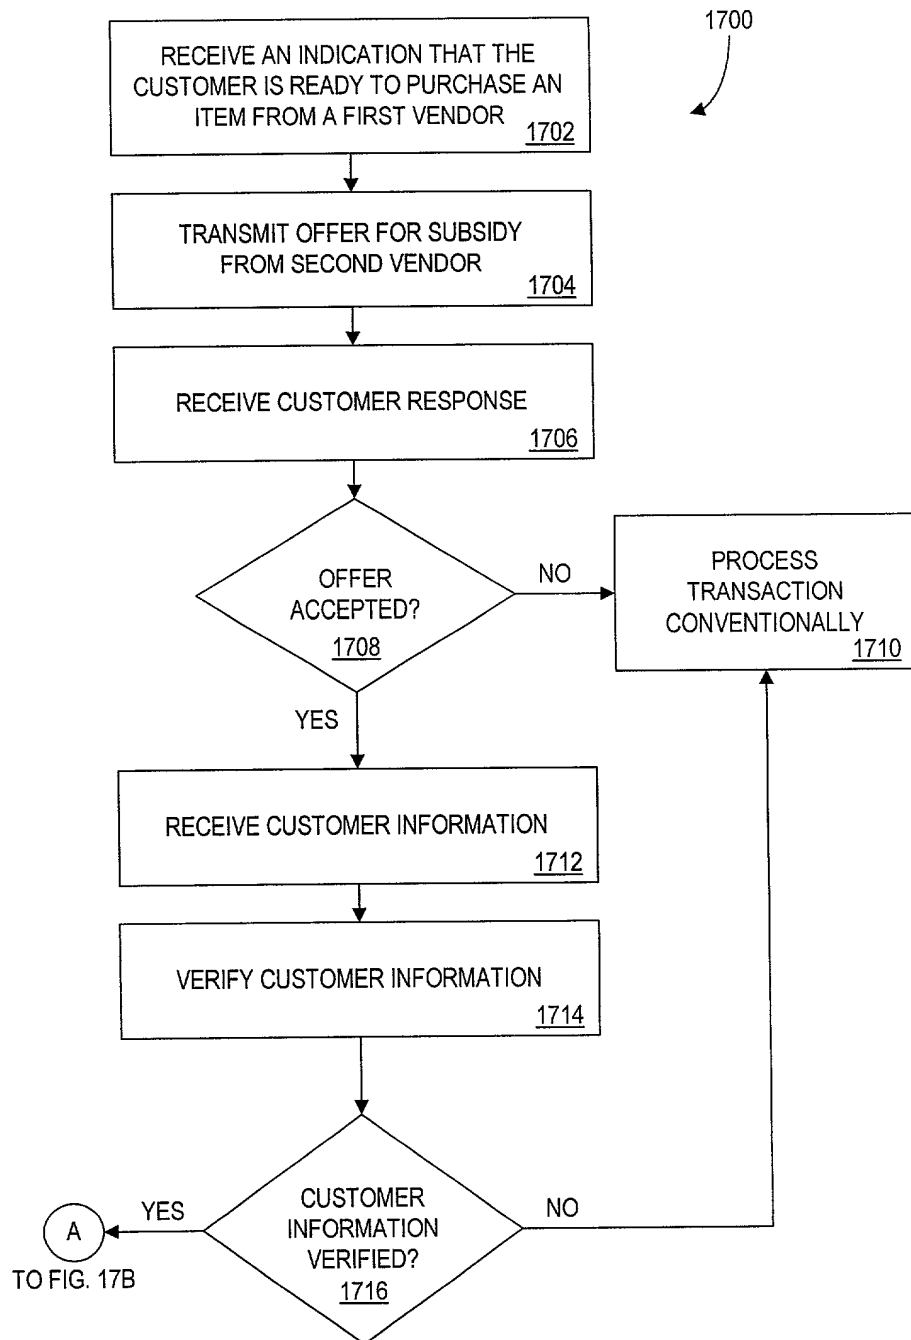 1700
RECEIVE AN INDICATION THAT THE
CUSTOMER IS READY TO PURCHASE AN
ITEM FROM A FIRST VENDOR
1702
TRANSMIT OFFER FOR SUBSIDY
FROM SECOND VENDOR
1704
RECEIVE CUSTOMER RESPONSE
1706
OFFER
ACCEPTED?
1708
NO
PROCESS
TRANSACTION
CONVENTIONALLY
1710
YES
RECEIVE CUSTOMER INFORMATION
1712
VERIFY CUSTOMER INFORMATION
1714
CUSTOMER
INFORMATION
VERIFIED?
1716
YES
NO
A
TO FIG. 17B